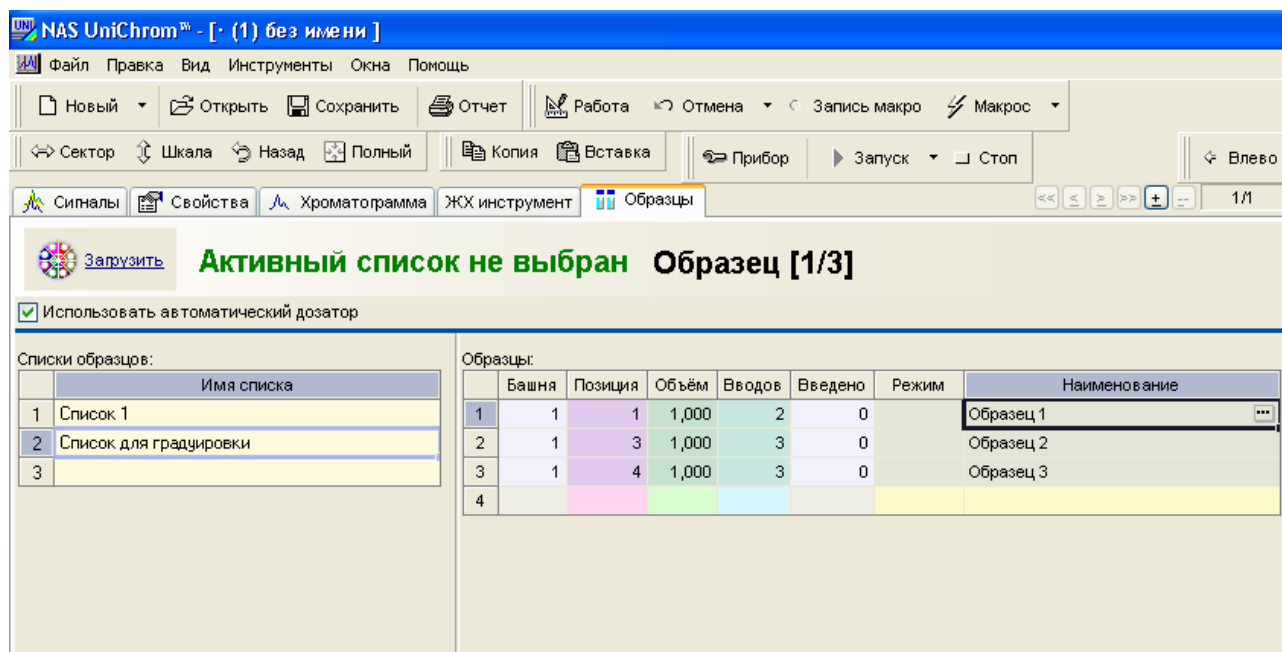 UNI NAS UniChrom™ - [· (1) без имени ]
Файл Правка Вид Инструменты Окна Помощь
Новый Открыть Сохранить Отчет Работа Отмена Запись макро Макрос
Сектор Шкала Назад Полный Копия Вставка Прибор Запуск Стоп Влево
Сигналы Свойства Хроматограмма ЖХ инструмент Образцы << < > >> + -- 1/1
Загрузить Активный список не выбран Образец [1/3]
Использовать автоматический дозатор
Списки образцов:
Имя списка
1 Список 1
2 Список для градуировки
3
Образцы:
Башня Позиция Объём Вводов Введено Режим Наименование
1 1 1 1,000 2 0 Образец 1 ...
2 1 3 1,000 3 0 Образец 2
3 1 4 1,000 3 0 Образец 3
4